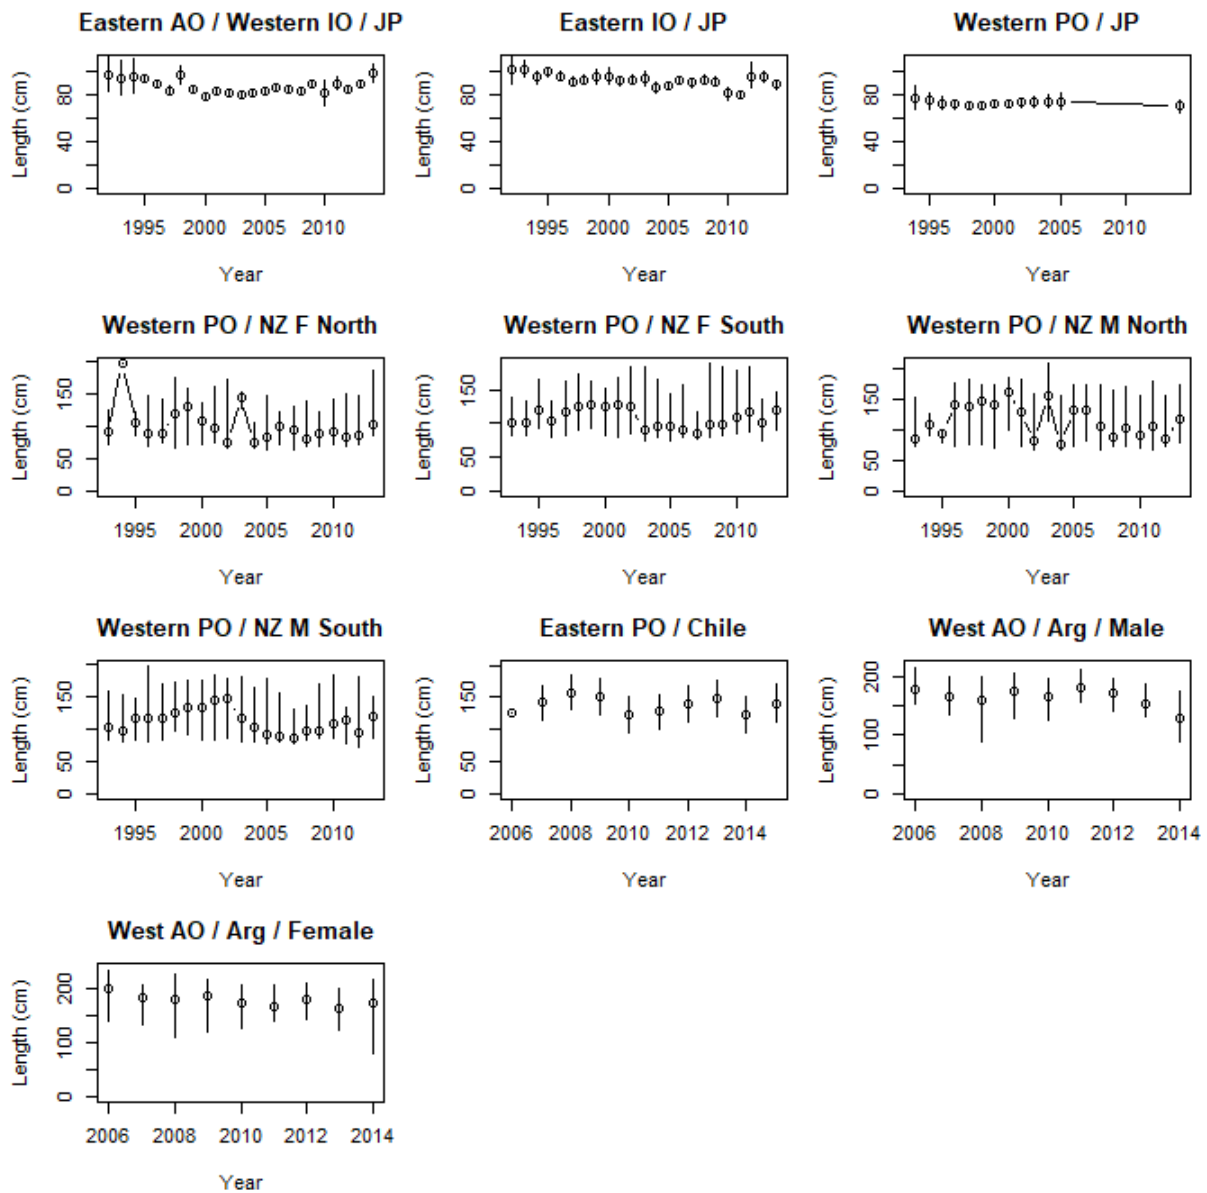 Eastern AO / Western IO / JP
Eastern IO / JP
Western PO / JP
Length (cm)
0 40 80
1995 2000 2005 2010
Year
Length (cm)
0 40 80
1995 2000 2005 2010
Year
Length (cm)
0 40 80
1995 2000 2005 2010
Year
Western PO / NZ F North
Western PO / NZ F South
Western PO / NZ M North
Length (cm)
0 50 150
1995 2000 2005 2010
Year
Length (cm)
0 50 150
1995 2000 2005 2010
Year
Length (cm)
0 50 150
1995 2000 2005 2010
Year
Western PO / NZ M South
Eastern PO / Chile
West AO / Arg / Male
Length (cm)
0 50 150
1995 2000 2005 2010
Year
Length (cm)
0 50 150
2006 2008 2010 2012 2014
Year
Length (cm)
0 100 200
2006 2008 2010 2012 2014
Year
West AO / Arg / Female
Length (cm)
0 100 200
2006 2008 2010 2012 2014
Year